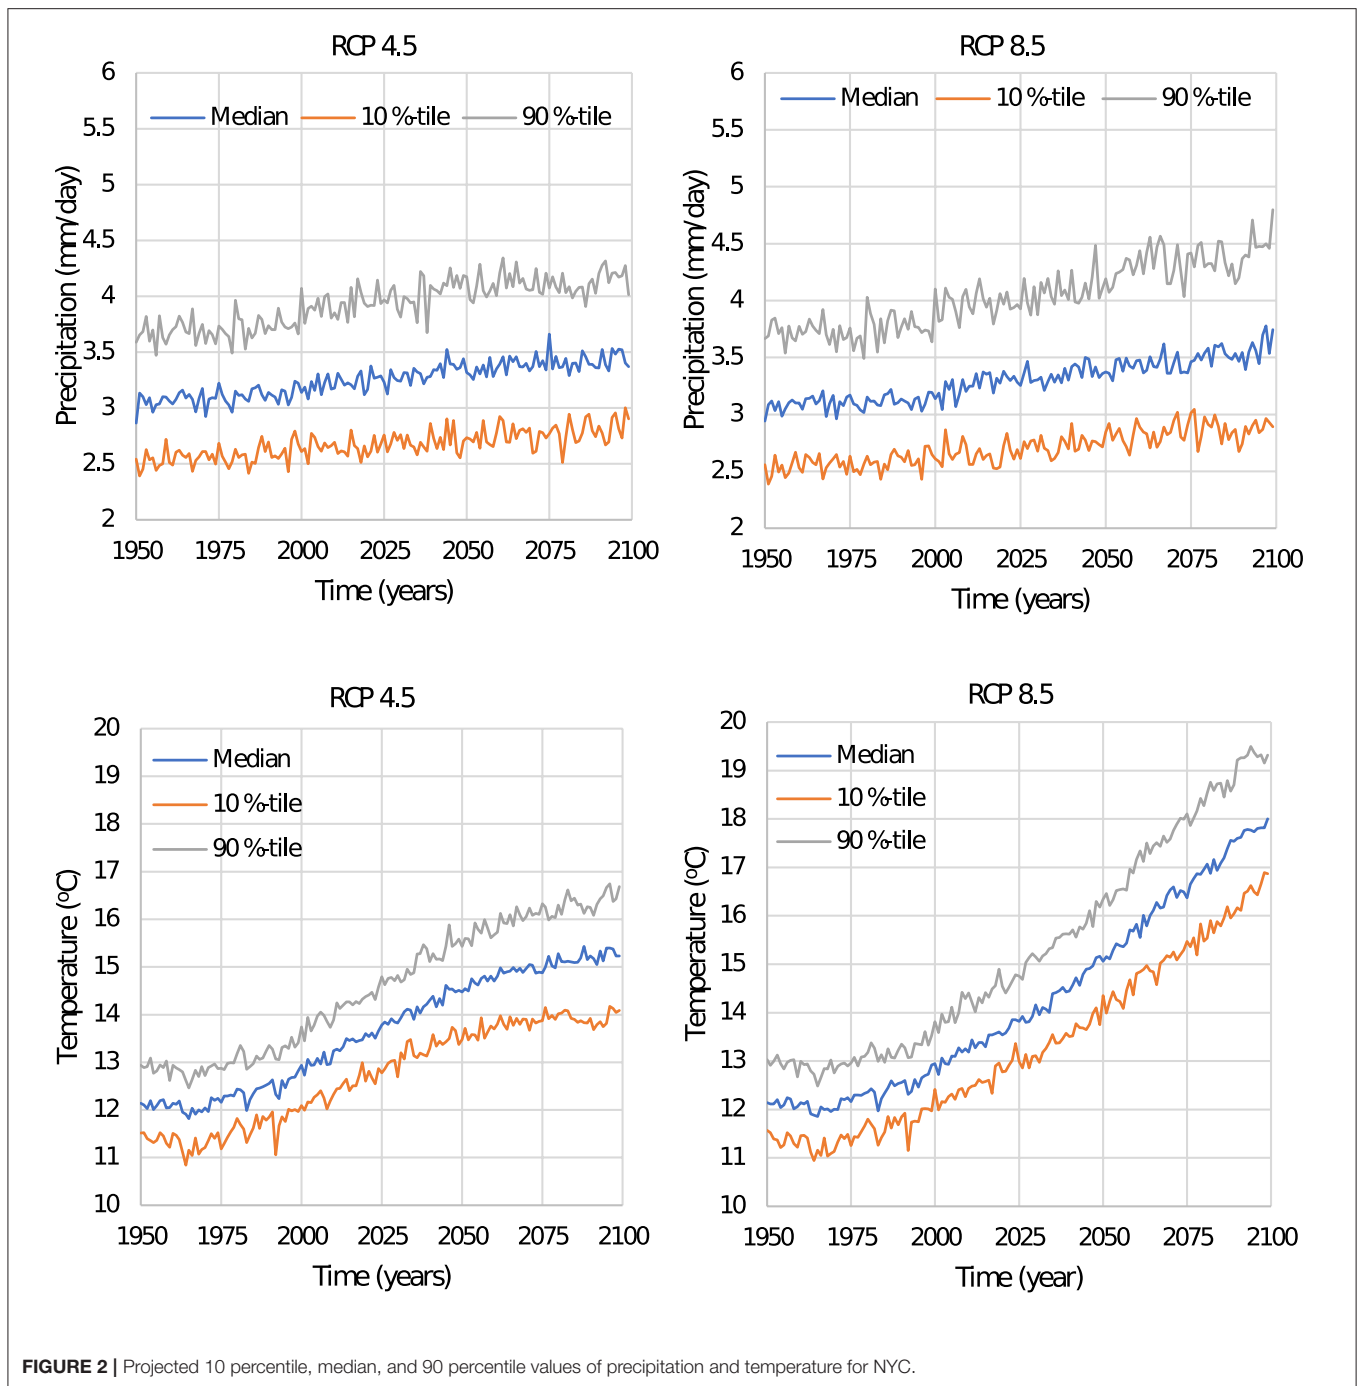 RCP 4.5
6
5.5
5
4.5
4
3.5
3
2.5
2
Median
10 %-tile
90 %-tile
Precipitation (mm/day)
1950 1975 2000 2025 2050 2075 2100
Time (years)
RCP 8.5
6
5.5
5
4.5
4
3.5
3
2.5
2
Median
10 %-tile
90 %-tile
Precipitation (mm/day)
1950 1975 2000 2025 2050 2075 2100
Time (years)
RCP 4.5
20
19
18
17
16
15
14
13
12
11
10
Median
10 %-tile
90 %-tile
Temperature (ºC)
1950 1975 2000 2025 2050 2075 2100
Time (years)
RCP 8.5
20
19
18
17
16
15
14
13
12
11
10
Median
10 %-tile
90 %-tile
Temperature (ºC)
1950 1975 2000 2025 2050 2075 2100
Time (year)
FIGURE 2 | Projected 10 percentile, median, and 90 percentile values of precipitation and temperature for NYC.